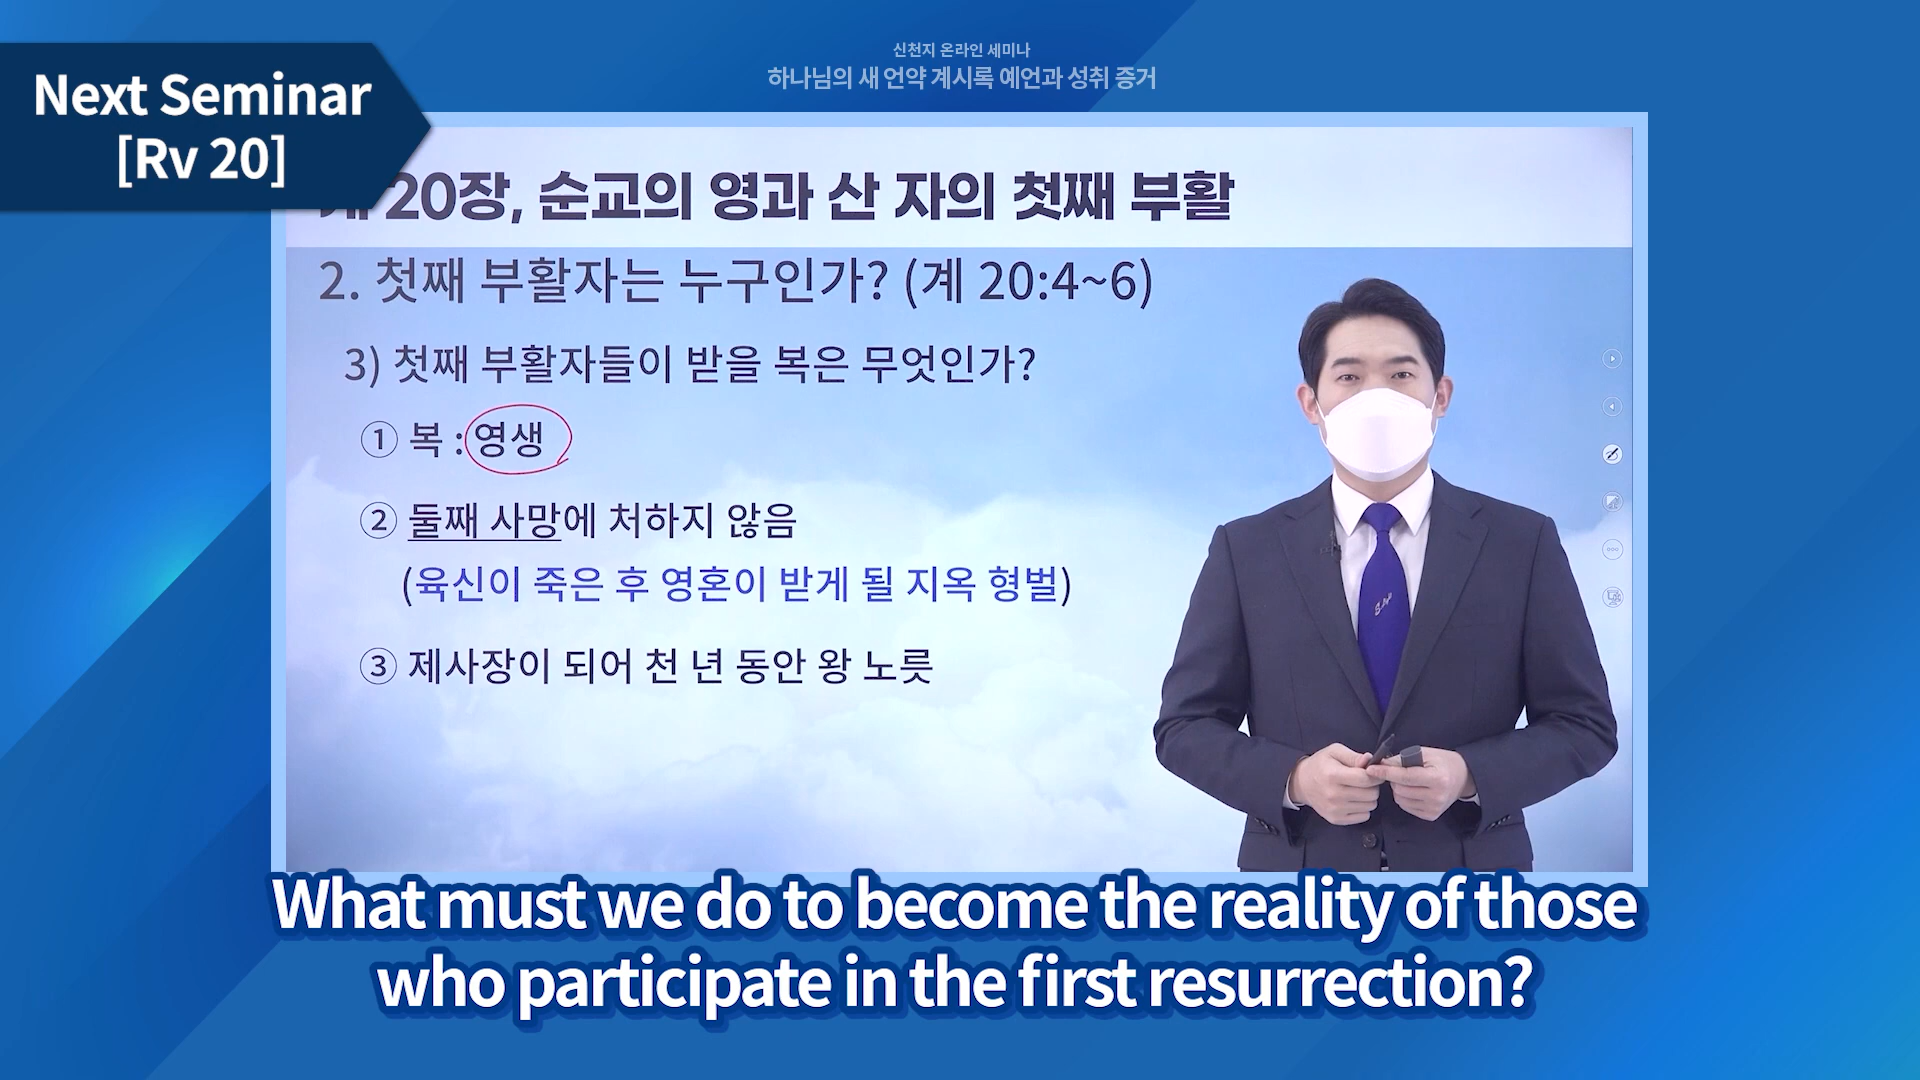 신천지 온라인 세미나
하나님의 새 언약 계시록 예언과 성취 증거
Next Seminar
[Rv 20]
20장, 순교의 영과 산 자의 첫째 부활
2. 첫째 부활자는 누구인가? (계 20:4~6)
3) 첫째 부활자들이 받을 복은 무엇인가?
① 복 : 영생
② 둘째 사망에 처하지 않음
(육신이 죽은 후 영혼이 받게 될 지옥 형벌)
③ 제사장이 되어 천 년 동안 왕 노릇
What must we do to become the reality of those
who participate in the first resurrection?